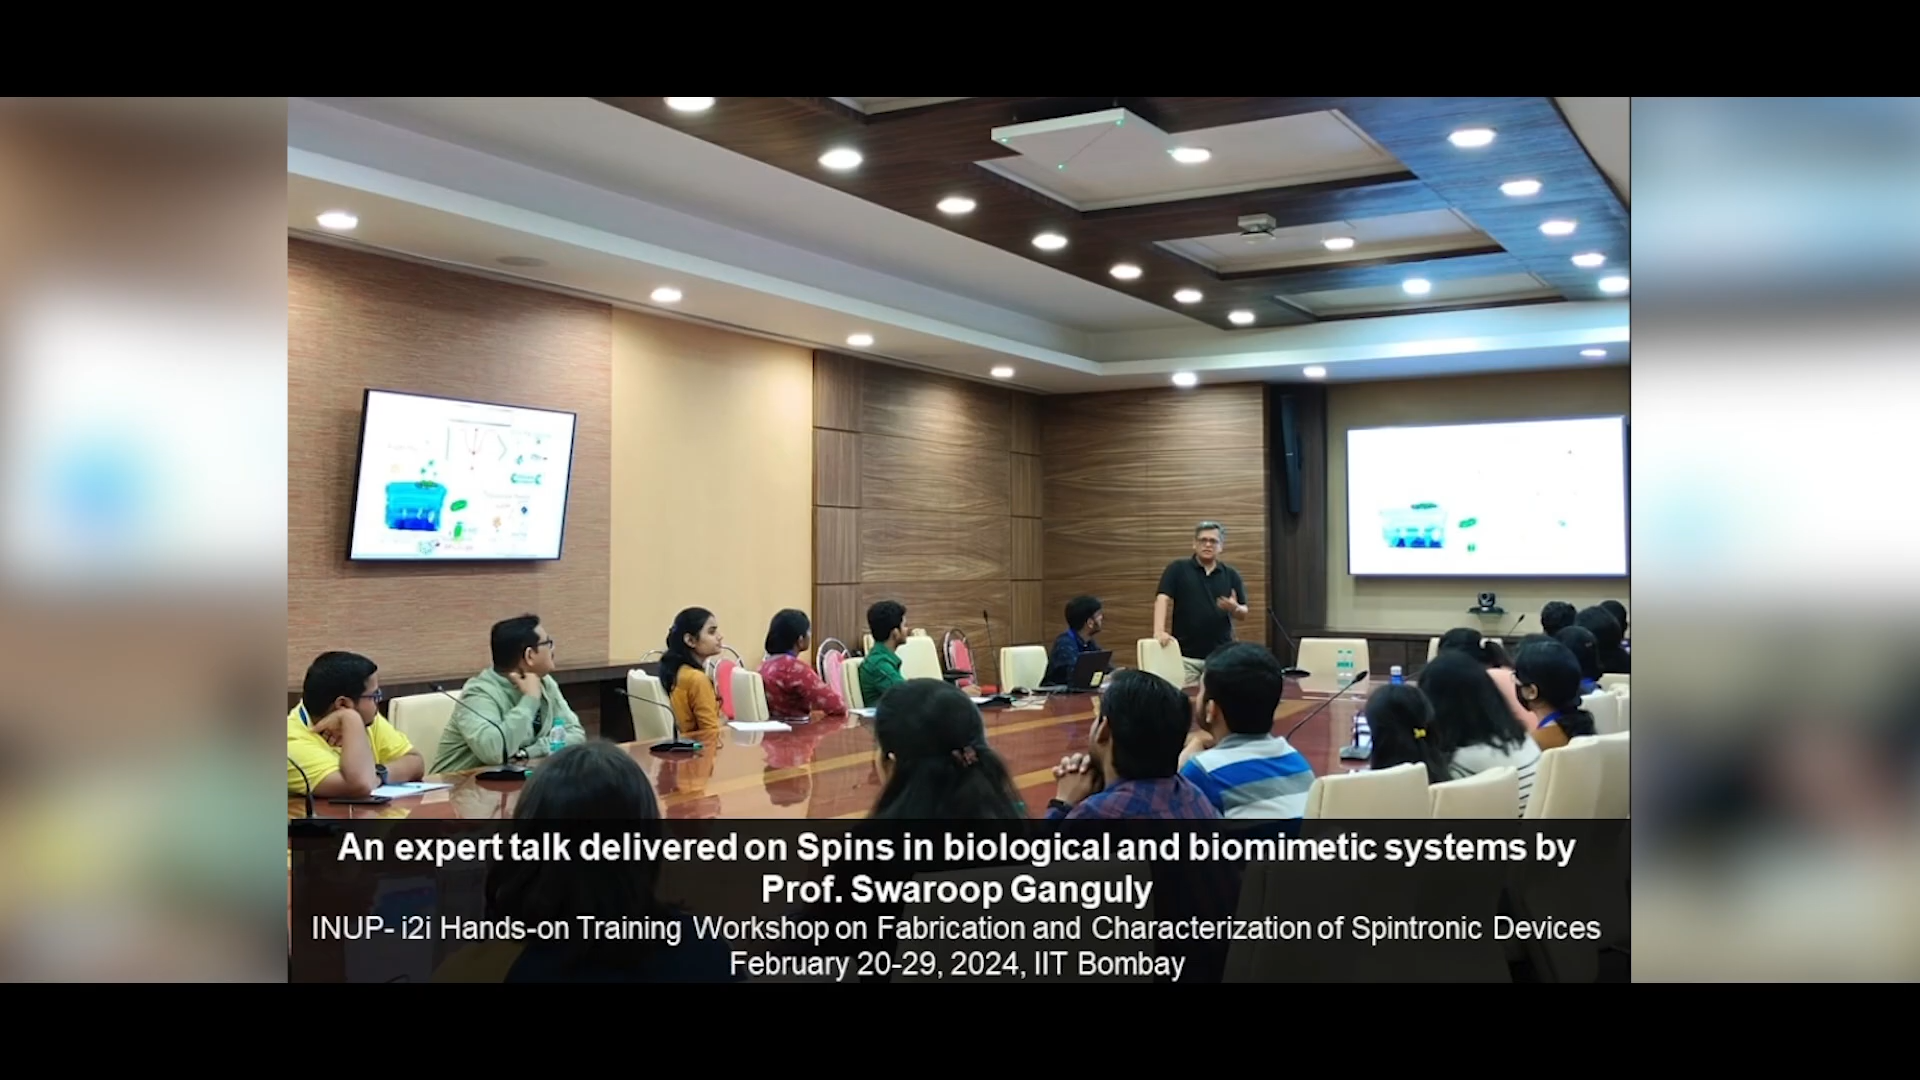 An expert talk delivered on Spins in biological and biomimetic systems by
Prof. Swaroop Ganguly
INUP- i2i Hands-on Training Workshop on Fabrication and Characterization of Spintronic Devices
February 20-29, 2024, IIT Bombay